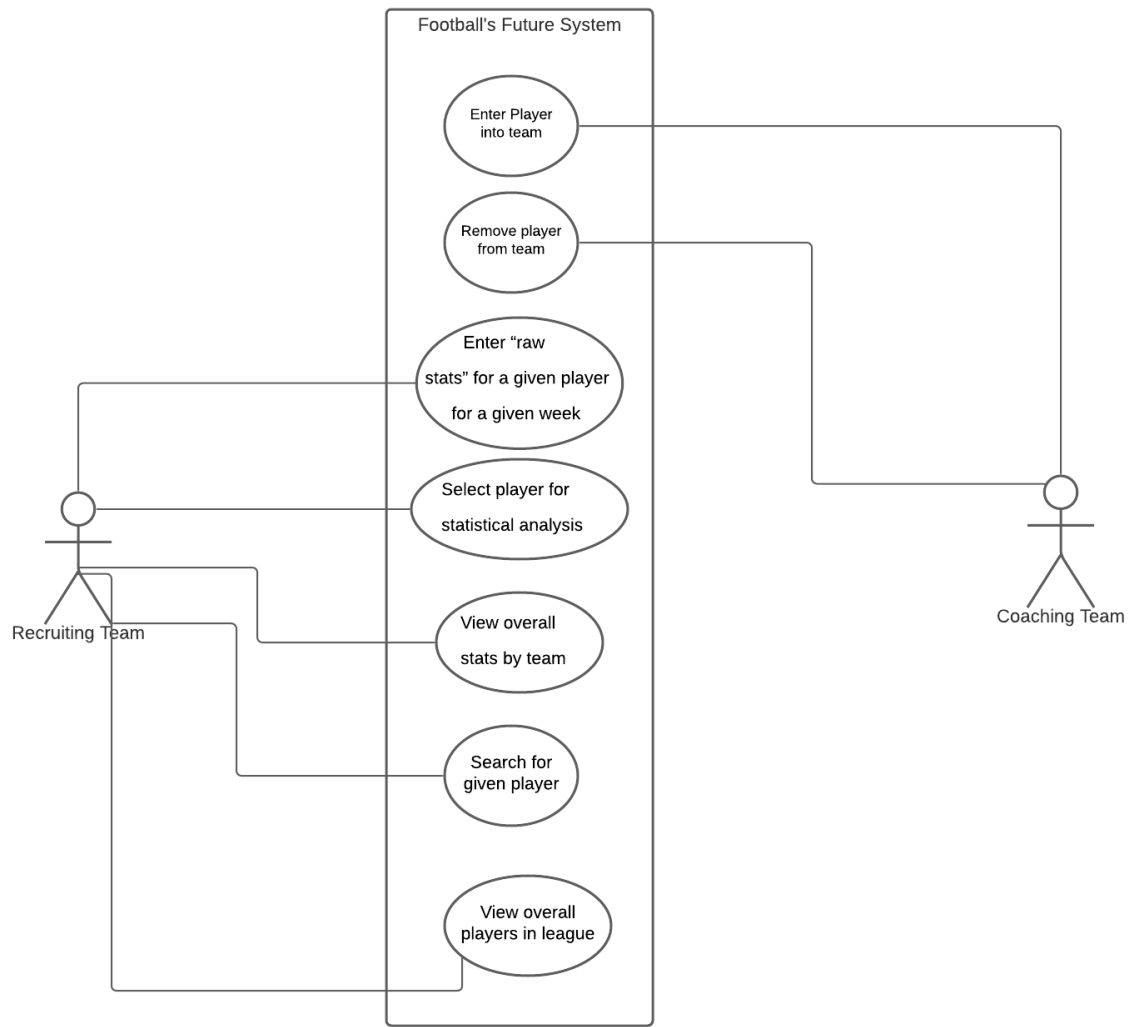 Football's Future System
Enter Player
into team
Remove player
from team
Enter “raw
stats” for a given player
for a given week
Select player for
statistical analysis
View overall
stats by team
Search for
given player
View overall
players in league
Recruiting Team
Coaching Team